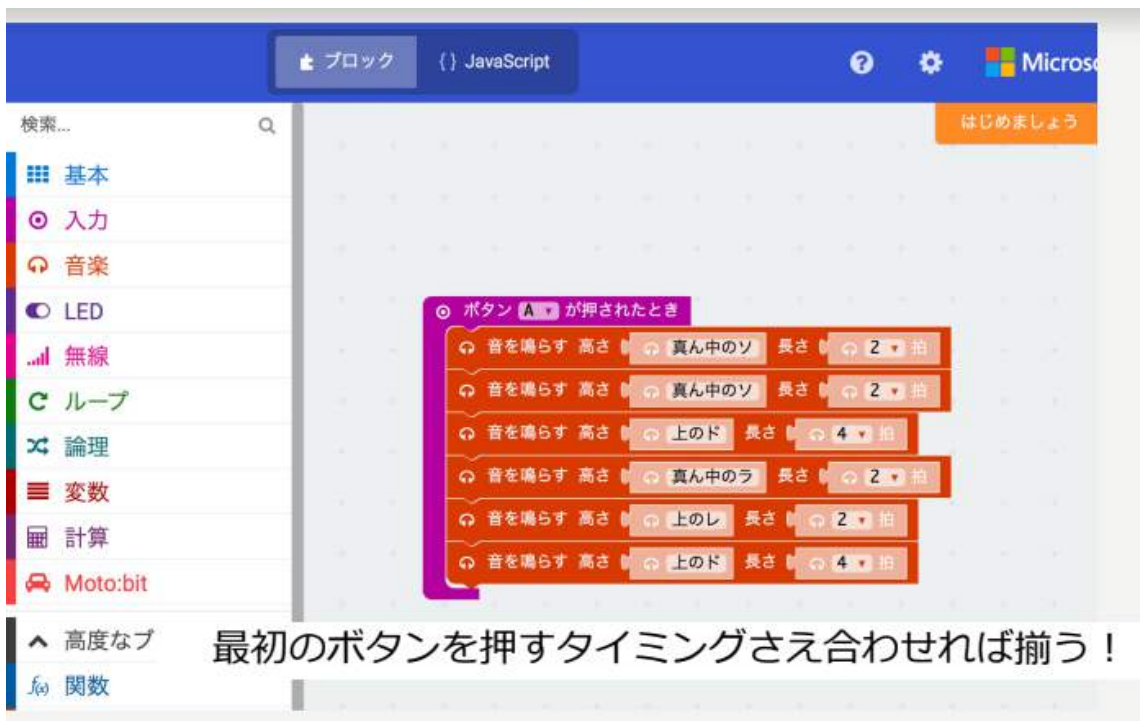 ブロック
{} JavaScript
Microso
検索...
はじめましょう
基本
入力
音楽
LED
無線
ループ
論理
変数
計算
Moto:bit
高度なブ
f(x) 関数
ボタン A が押されたとき
音を鳴らす 高さ 真ん中のソ 長さ 2 拍
音を鳴らす 高さ 真ん中のソ 長さ 2 拍
音を鳴らす 高さ 上のド 長さ 4 拍
音を鳴らす 高さ 真ん中のラ 長さ 2 拍
音を鳴らす 高さ 上のレ 長さ 2 拍
音を鳴らす 高さ 上のド 長さ 4 拍
最初のボタンを押すタイミングさえ合わせれば揃う！